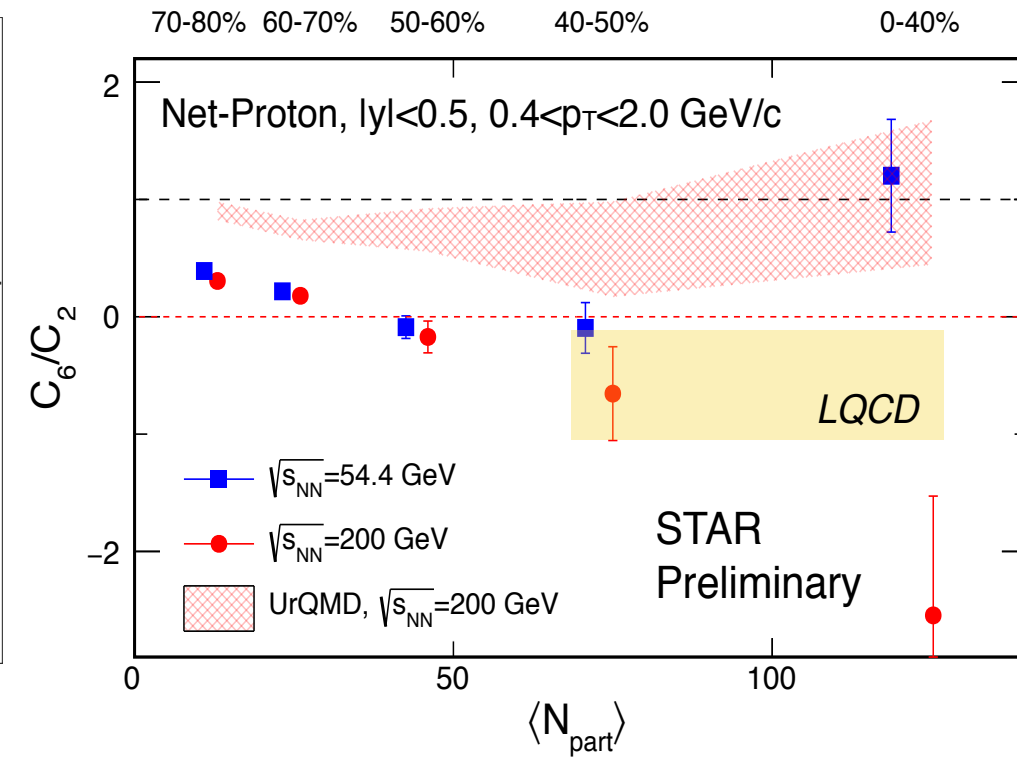 70-80% 60-70% 50-60% 40-50% 0-40%
Net-Proton, |y|<0.5, 0.4<pT<2.0 GeV/c
2
0
−2
C6/C2
LQCD
√sNN=54.4 GeV
√sNN=200 GeV
UrQMD, √sNN=200 GeV
STAR
Preliminary
0 50 100
⟨Npart⟩